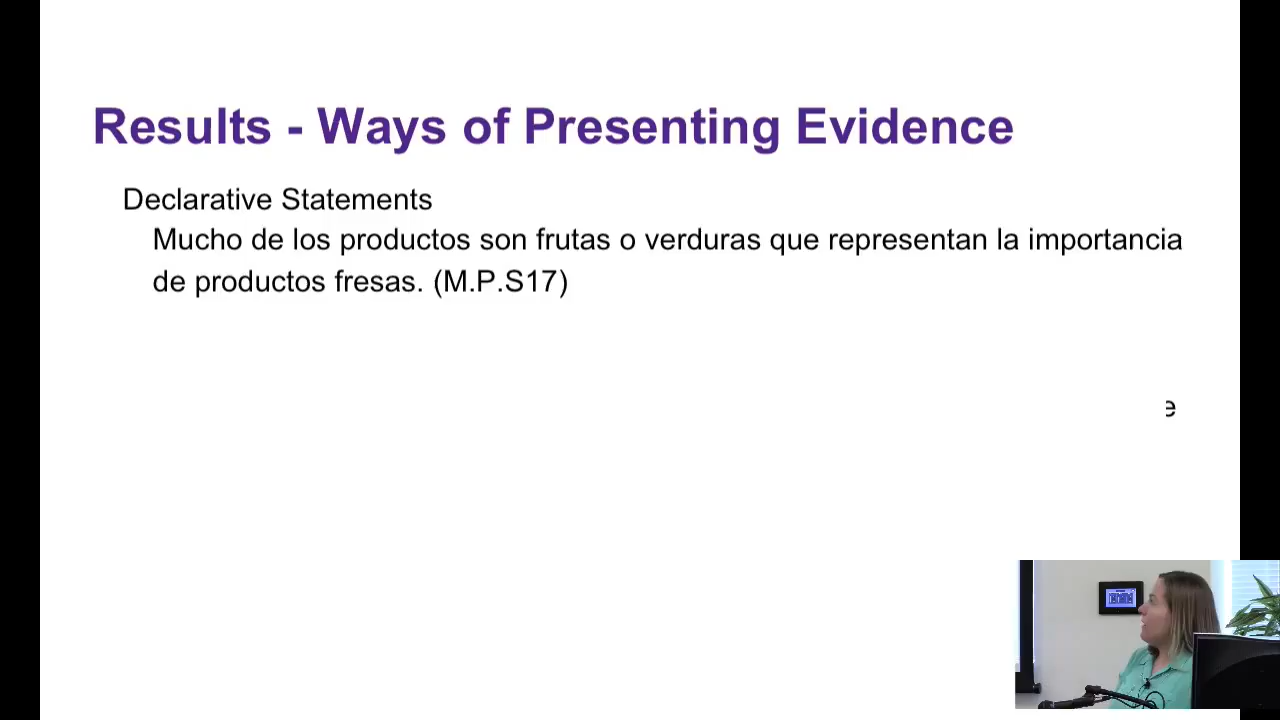 Results - Ways of Presenting Evidence
Declarative Statements
Mucho de los productos son frutas o verduras que representan la importancia
de productos fresas. (M.P.S17)
e